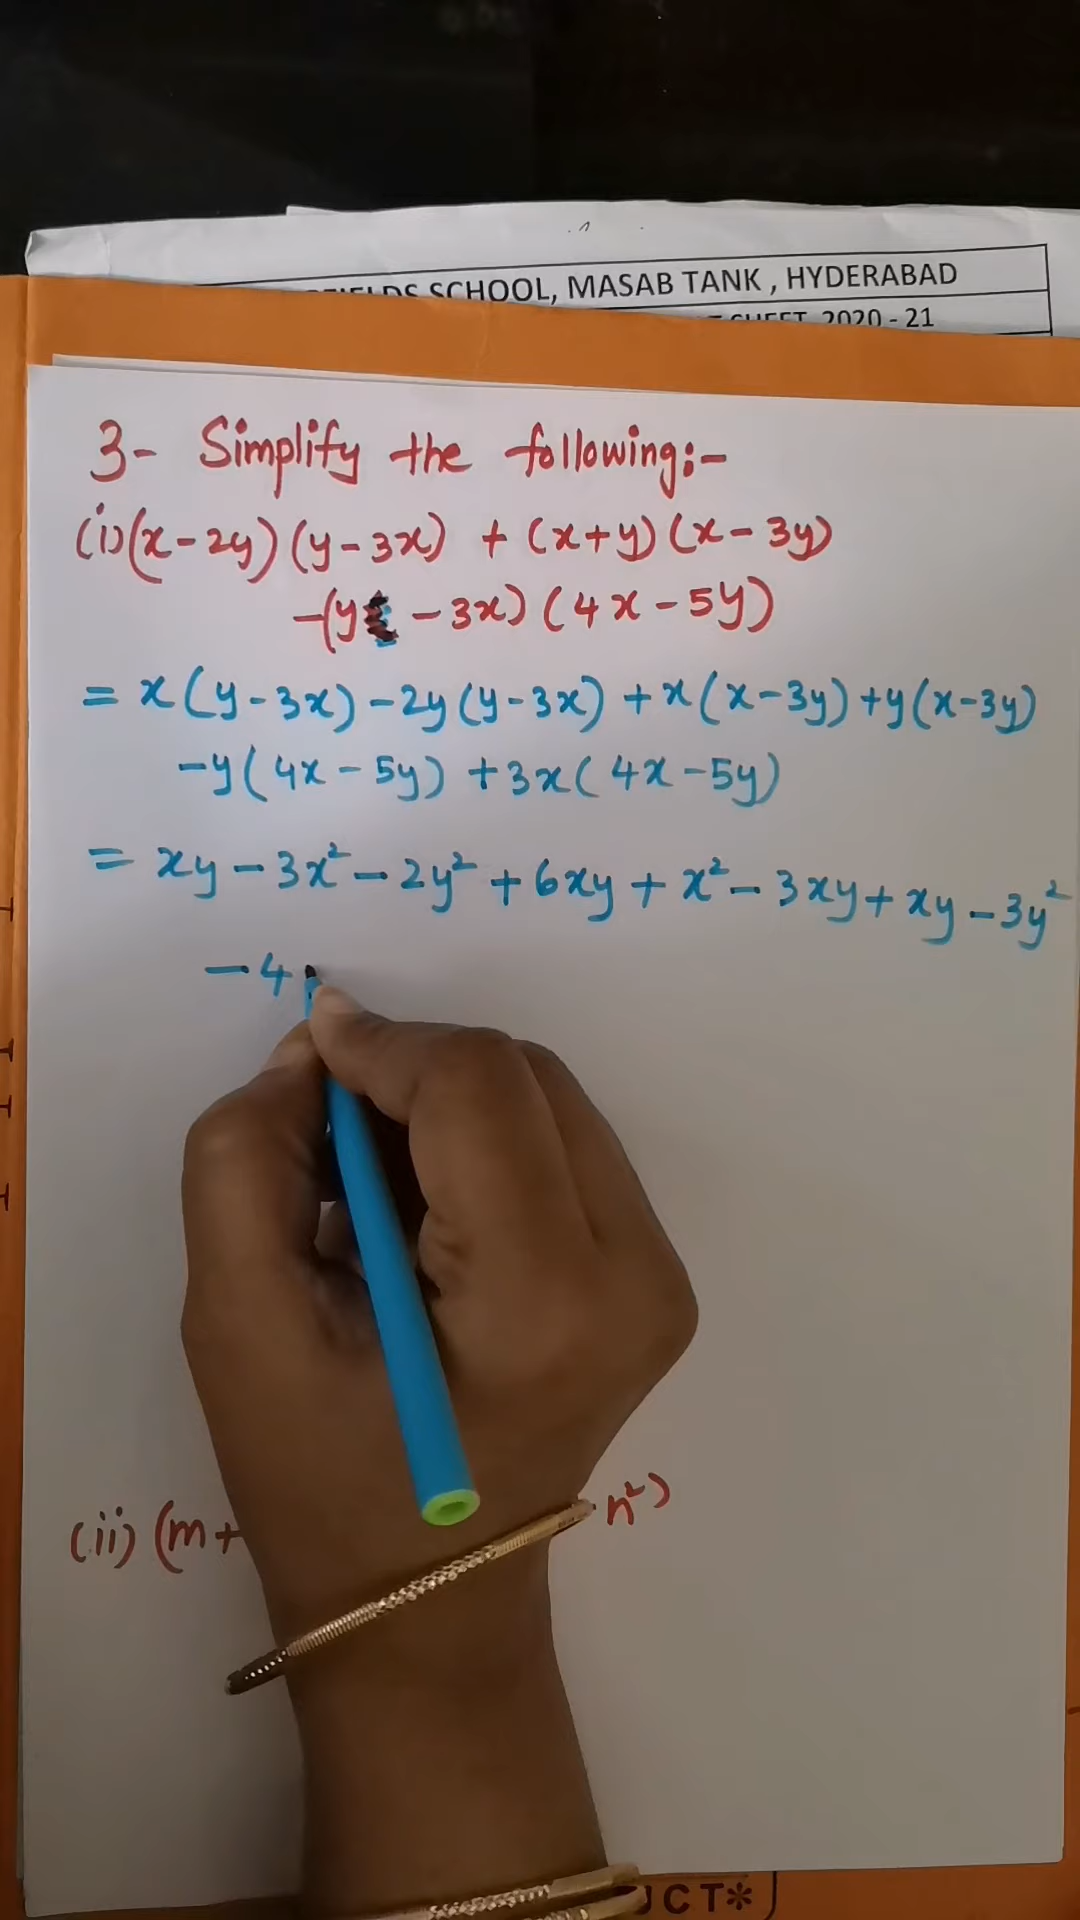 SCHOOL, MASAB TANK , HYDERABAD
2020 - 21
3- Simplify the following:-
(i)(x-2y)(y-3x) + (x+y)(x-3y)
-(y -3x)(4x-5y)
= x(y-3x)-2y(y-3x)+x(x-3y)+y(x-3y)
-y(4x-5y)+3x(4x-5y)
= xy-3x²-2y²+6xy+x²-3xy+xy-3y²
-4
(ii) (m+ n²)